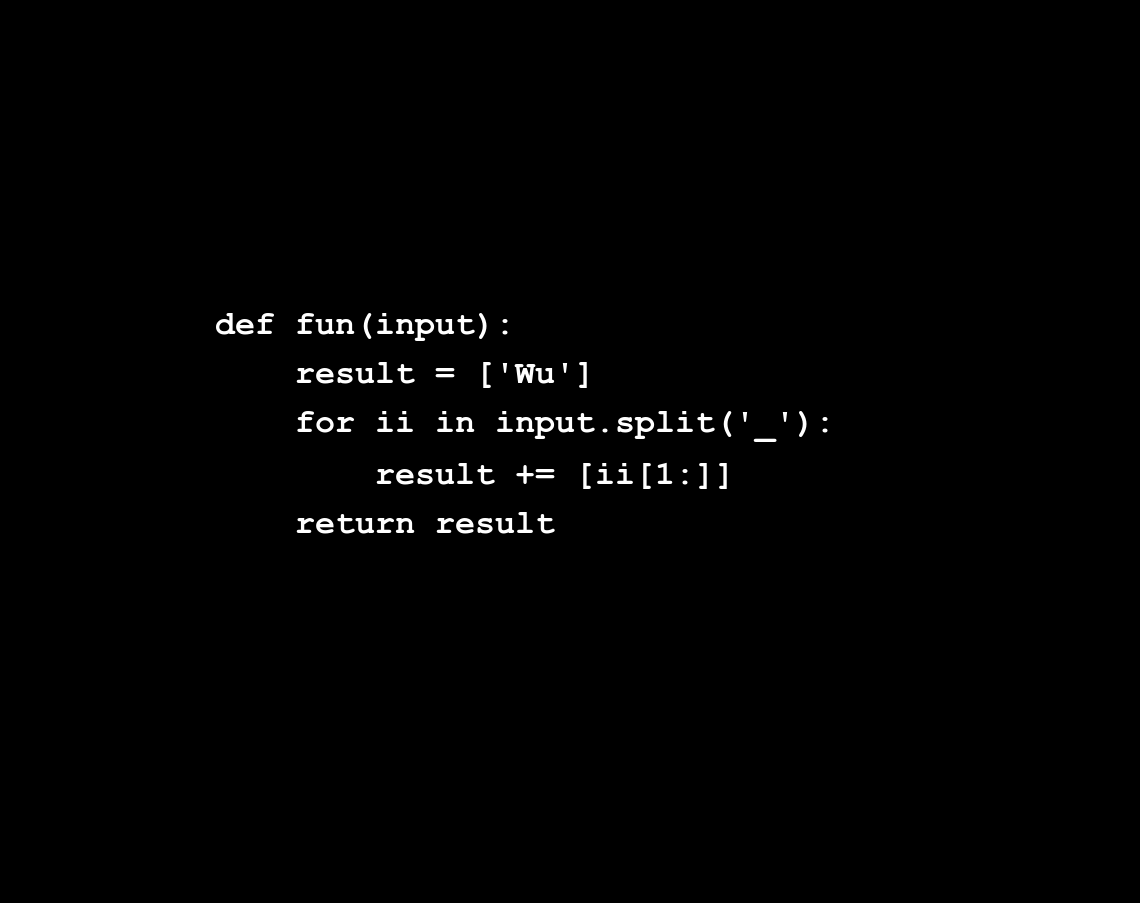 def fun(input):
    result = ['Wu']
    for ii in input.split('_'):
        result += [ii[1:]]
    return result